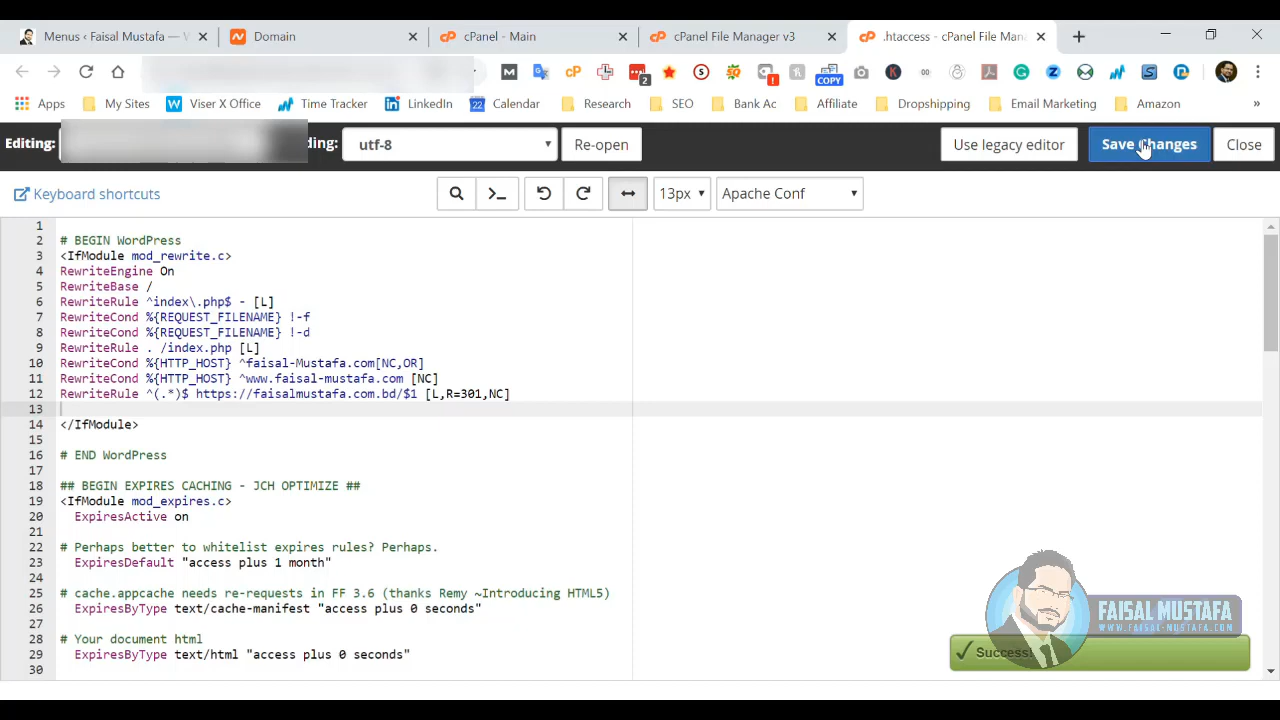 Menus ‹ Faisal Mustafa —
Domain
cPanel - Main
cPanel File Manager v3
.htaccess - cPanel File Mana
2
COPY
Apps
My Sites
Viser X Office
Time Tracker
LinkedIn
22
Calendar
Research
SEO
Bank Ac
Affiliate
Dropshipping
Email Marketing
Amazon
»
Editing:
ding:
utf-8
Re-open
Use legacy editor
Save Changes
Close
Keyboard shortcuts
13px
Apache Conf
1
2 # BEGIN WordPress
3 <IfModule mod_rewrite.c>
4 RewriteEngine On
5 RewriteBase /
6 RewriteRule ^index\.php$ - [L]
7 RewriteCond %{REQUEST_FILENAME} !-f
8 RewriteCond %{REQUEST_FILENAME} !-d
9 RewriteRule . /index.php [L]
10 RewriteCond %{HTTP_HOST} ^faisal-Mustafa.com[NC,OR]
11 RewriteCond %{HTTP_HOST} ^www.faisal-mustafa.com [NC]
12 RewriteRule ^(.*)$ https://faisalmustafa.com.bd/$1 [L,R=301,NC]
13
14 </IfModule>
15
16 # END WordPress
17
18 ## BEGIN EXPIRES CACHING - JCH OPTIMIZE ##
19 <IfModule mod_expires.c>
20 ExpiresActive on
21
22 # Perhaps better to whitelist expires rules? Perhaps.
23 ExpiresDefault "access plus 1 month"
24
25 # cache.appcache needs re-requests in FF 3.6 (thanks Remy ~Introducing HTML5)
26 ExpiresByType text/cache-manifest "access plus 0 seconds"
27
28 # Your document html
29 ExpiresByType text/html "access plus 0 seconds"
30
FAISAL MUSTAFA
WWW.FAISAL-MUSTAFA.COM
Success!